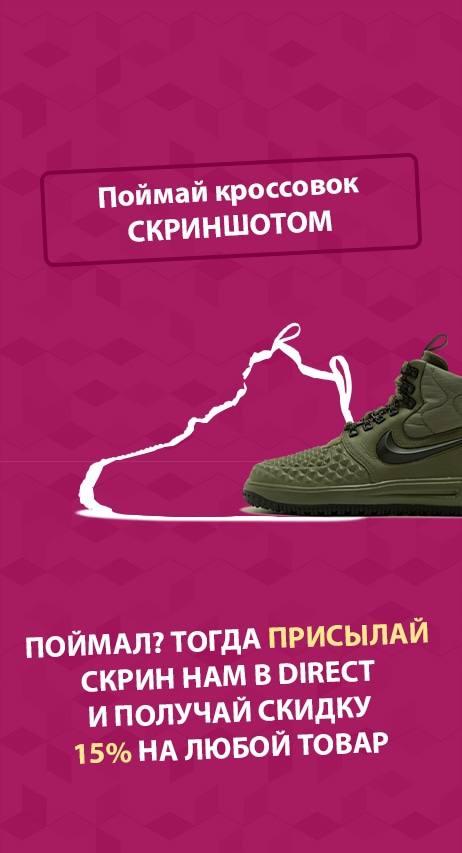 Поймай кроссовок
СКРИНШОТОМ
ПОЙМАЛ? ТОГДА ПРИСЫЛАЙ
СКРИН НАМ В DIRECT
И ПОЛУЧАЙ СКИДКУ
15% НА ЛЮБОЙ ТОВАР